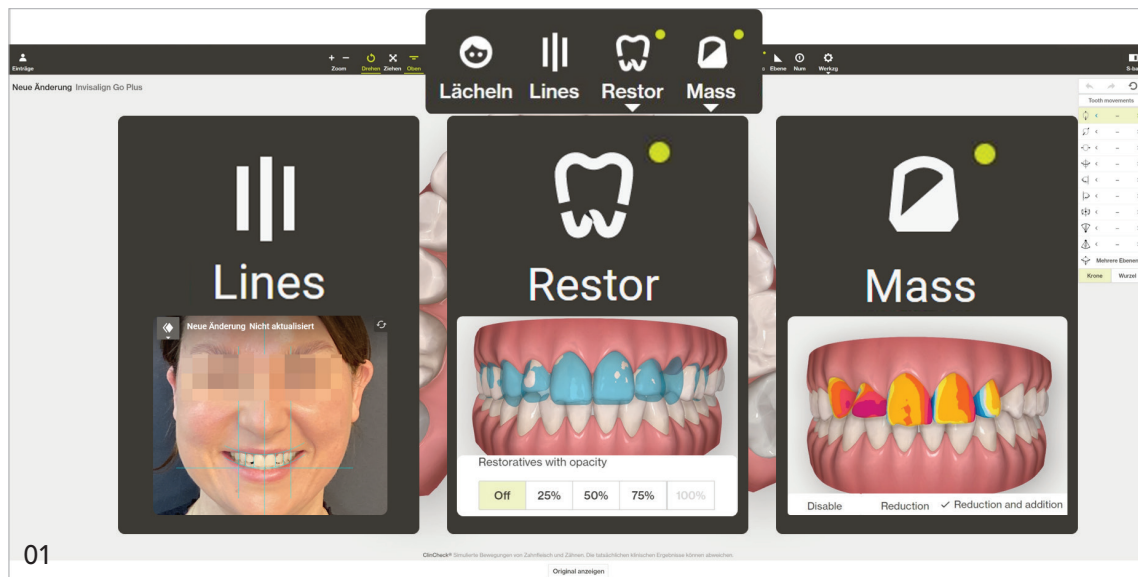 Lächeln Lines Restor Mass
Einträge
Zoom Drehen Ziehen Oben
Ebene Num Werkzg
S-ba
Neue Änderung Invisalign Go Plus
Tooth movements
Lines
Restor
Mass
Neue Änderung Nicht aktualisiert
Restoratives with opacity
Off 25% 50% 75% 100%
Disable Reduction ✓ Reduction and addition
Mehrere Ebenen
Krone Wurzel
01
ClinCheck® Simulierte Bewegungen von Zahnfleisch und Zähnen. Die tatsächlichen klinischen Ergebnisse können abweichen.
Original anzeigen